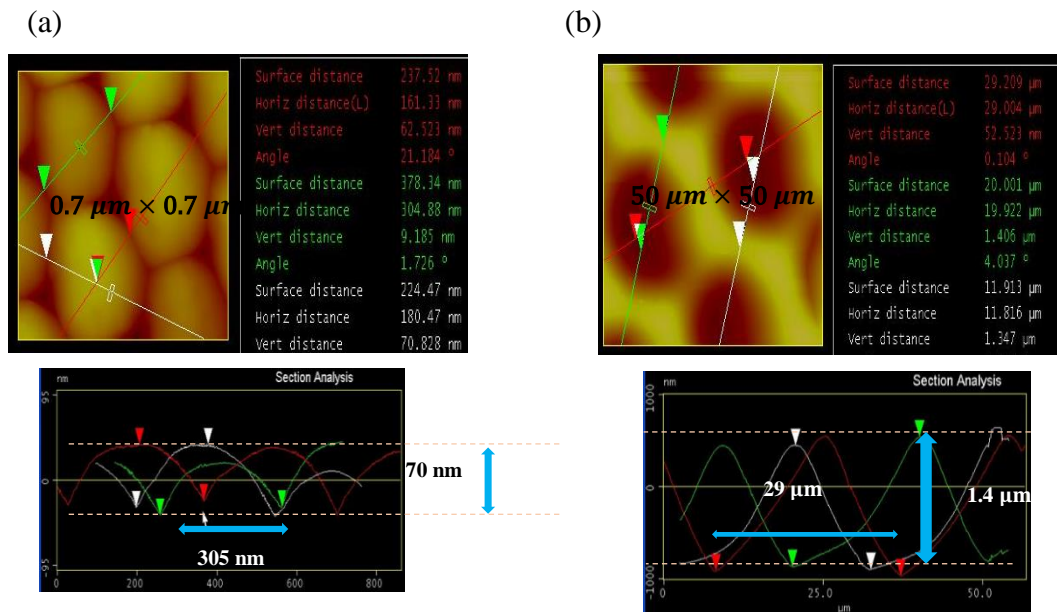 (a)
(b)
Surface distance 237.52 nm
Horiz distance(L) 161.33 nm
Vert distance 62.523 nm
Angle 21.184 °
Surface distance 378.34 nm
Horiz distance 304.88 nm
Vert distance 9.185 nm
Angle 1.726 °
Surface distance 224.47 nm
Horiz distance 180.47 nm
Vert distance 70.828 nm
0.7 μm × 0.7 μ
Surface distance 29.209 μm
Horiz distance(L) 29.004 μm
Vert distance 52.523 nm
Angle 0.104 °
Surface distance 20.001 μm
Horiz distance 19.922 μm
Vert distance 1.406 μm
Angle 4.037 °
Surface distance 11.913 μm
Horiz distance 11.816 μm
Vert distance 1.347 μm
50 μm × 50 μm
nm
Section Analysis
95
0
-95
0 200 400 600 800
70 nm
305 nm
nm
Section Analysis
1000
0
-1000
25.0 50.0
μm
29 μm
1.4 μm